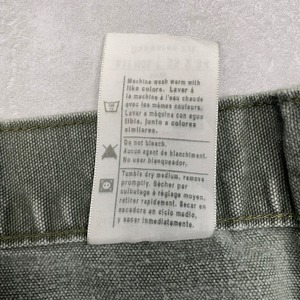 Machine wash warm with
like colors. Laver à
la machine à l'eau chaude
avec les mêmes couleurs.
Lavar a máquina con agua
tibia, junto a colores
similares.
Do not bleach.
Aucun agent de blanchiment.
No usar blanqueador.
Tumble dry medium, remove
promptly. Sécher par
culbutage à réglage moyen,
retirer rapidement. Secar en
secadora en ciclo medio,
y sacar inmediatamente.